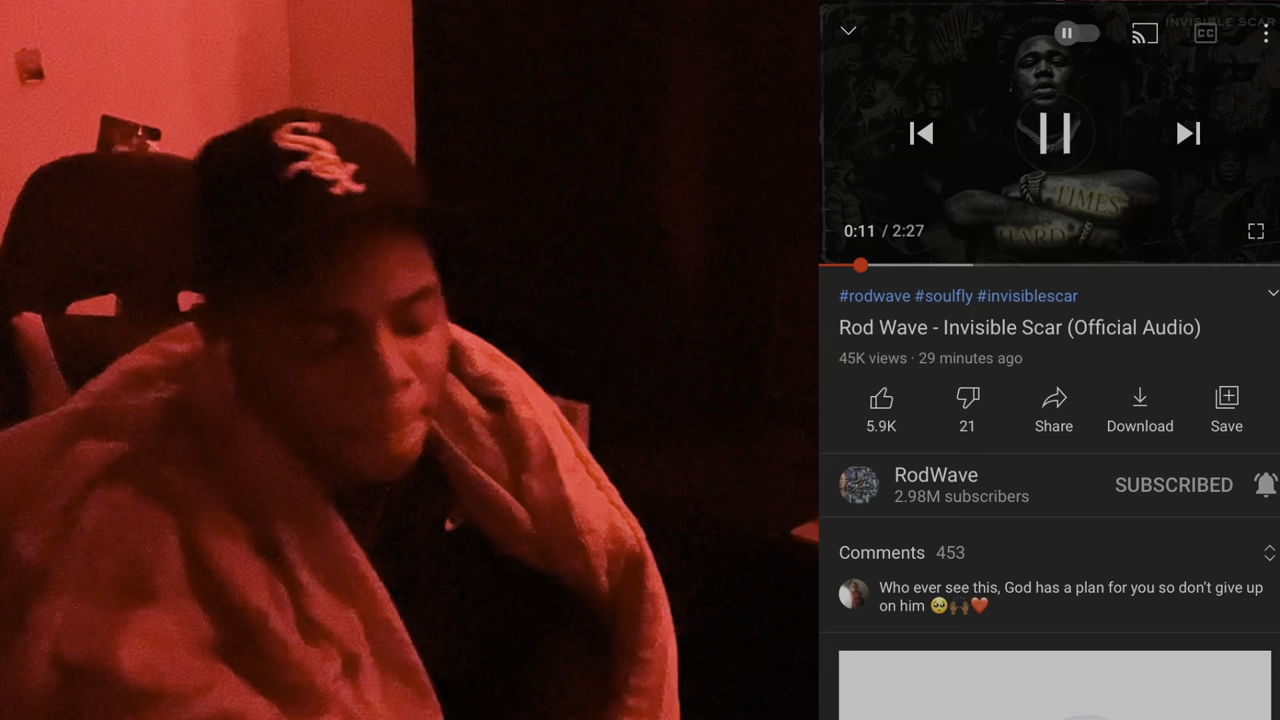 Sox
INVISIBLE SCAR
CC
TIMES
HARD
0:11 / 2:27
#rodwave #soulfly #invisiblescar
Rod Wave - Invisible Scar (Official Audio)
45K views · 29 minutes ago
5.9K
21
Share
Download
Save
RodWave
2.98M subscribers
SUBSCRIBED
Comments 453
Who ever see this, God has a plan for you so don't give up
on him 🥺🙌🏾❤️